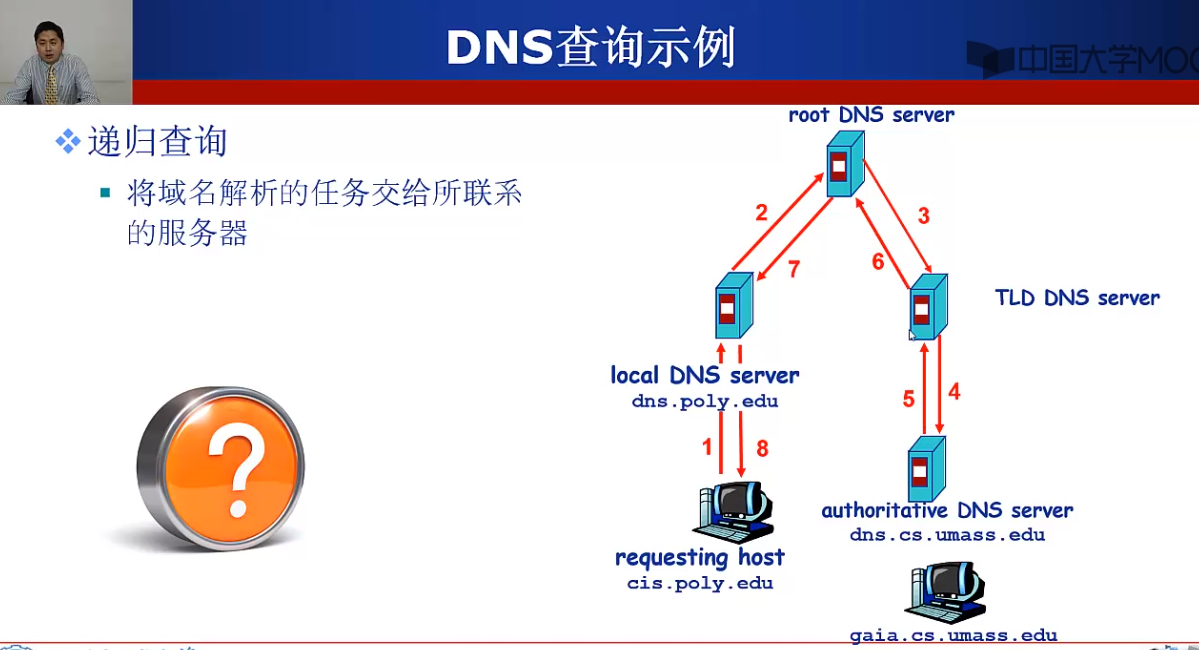 DNS查询示例
中国大学MOO
递归查询
将域名解析的任务交给所联系
的服务器
root DNS server
2
3
7
6
TLD DNS server
local DNS server
dns.poly.edu
5
4
1
8
authoritative DNS server
dns.cs.umass.edu
requesting host
cis.poly.edu
gaia.cs.umass.edu
?